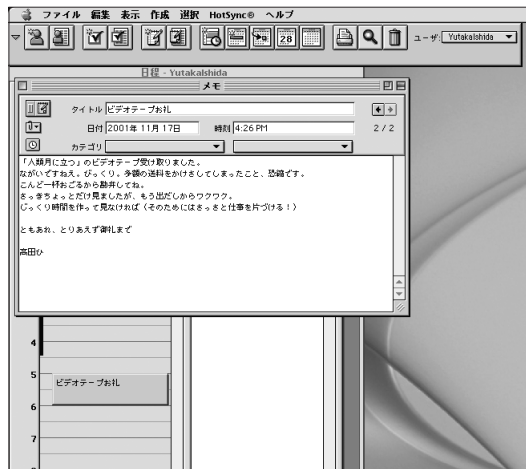 ファイル 編集 表示 作成 選択 HotSync® ヘルプ
28
ユーザ: YutakaIshida
日程 - YutakaIshida
メモ
タイトル ビデオテープお礼
日付 2001年 11月 17日 時刻 4:26 PM 2 / 2
カテゴリ
「人類月に立つ」のビデオテープ受け取りました。
ながいですねえ。びっくり。多額の送料をかけさしてしまったこと、恐縮です。
こんど一杯おごるから勘弁してね。
さっきちょっとだけ見ましたが、もう出だしからワクワク。
じっくり時間を作って見なければ（そのためにはさっさと仕事を片づける！）
ともあれ、とりあえず御礼まで
高田ひ
4
5
ビデオテープお礼
6
7